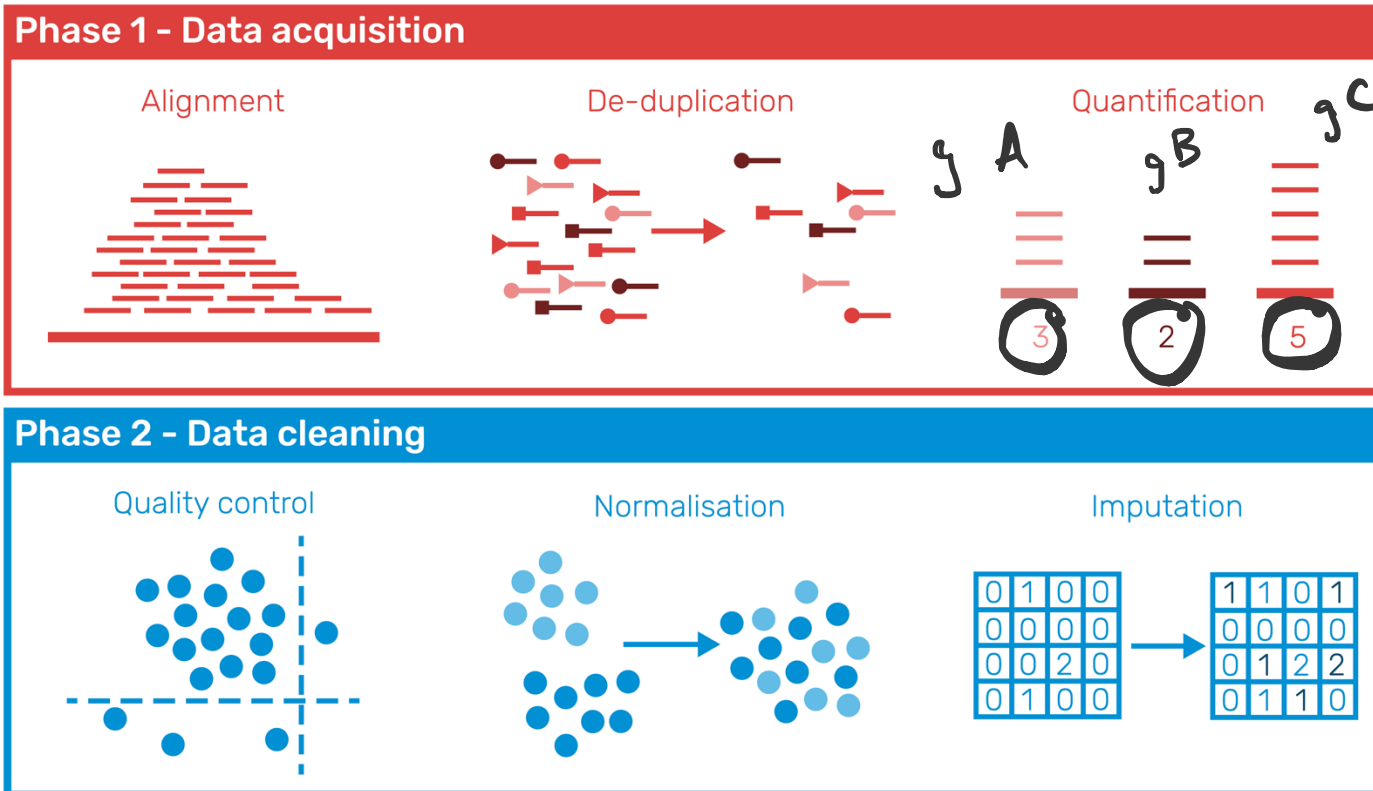 Phase 1 - Data acquisition
Alignment
De-duplication
Quantification
g A
g B
g C
3
2
5
Phase 2 - Data cleaning
Quality control
Normalisation
Imputation
0 1 0 0
0 0 0 0
0 0 2 0
0 1 0 0
1 1 0 1
0 0 0 0
0 1 2 2
0 1 1 0